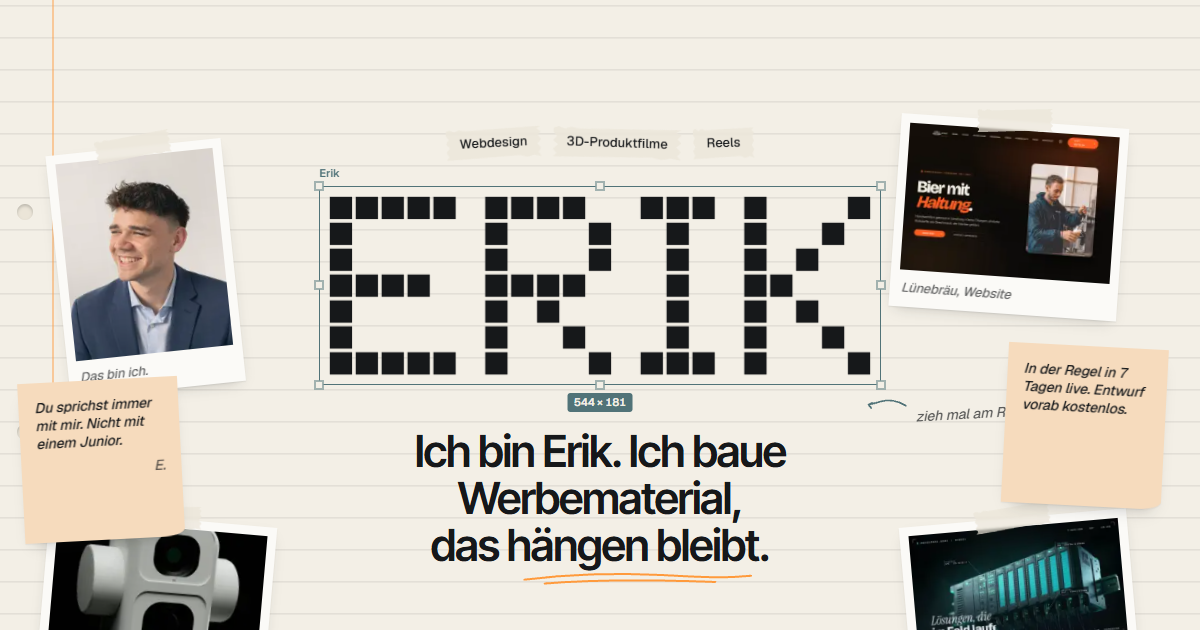 Webdesign
3D-Produktfilme
Reels
Erik
ERIK
544 × 181
Ich bin Erik. Ich baue
Werbematerial,
das hängen bleibt.
Das bin ich.
Du sprichst immer
mit mir. Nicht mit
einem Junior.
E.
Bier mit
Haltung.
Lünebräu, Website
In der Regel in 7
Tagen live. Entwurf
vorab kostenlos.
zieh mal am R
Lösungen, die